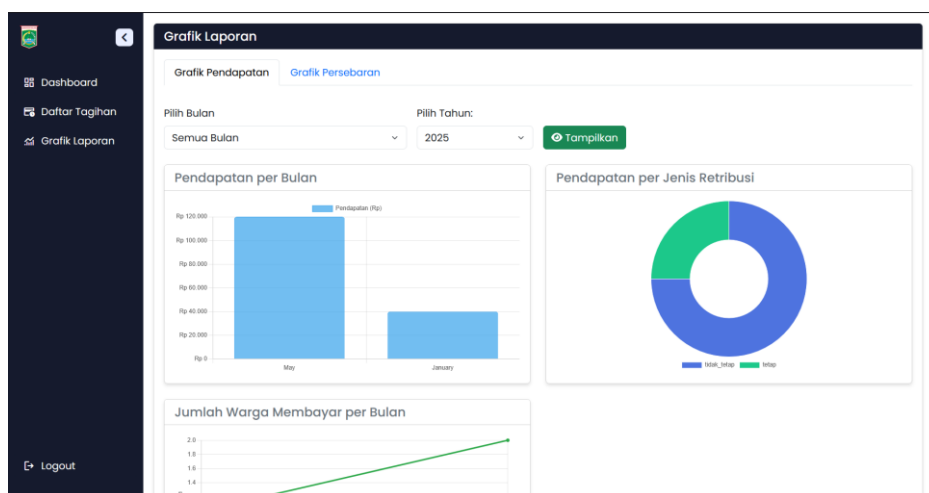 Grafik Laporan
Dashboard
Daftar Tagihan
Grafik Laporan
Logout
Grafik Pendapatan Grafik Persebaran
Pilih Bulan Pilih Tahun:
Semua Bulan 2025 Tampilkan
Pendapatan per Bulan
Pendapatan (Rp)
Rp 120.000
Rp 100.000
Rp 80.000
Rp 60.000
Rp 40.000
Rp 20.000
Rp 0
May January
Pendapatan per Jenis Retribusi
tidak_tetap tetap
Jumlah Warga Membayar per Bulan
2.0
1.8
1.6
1.4